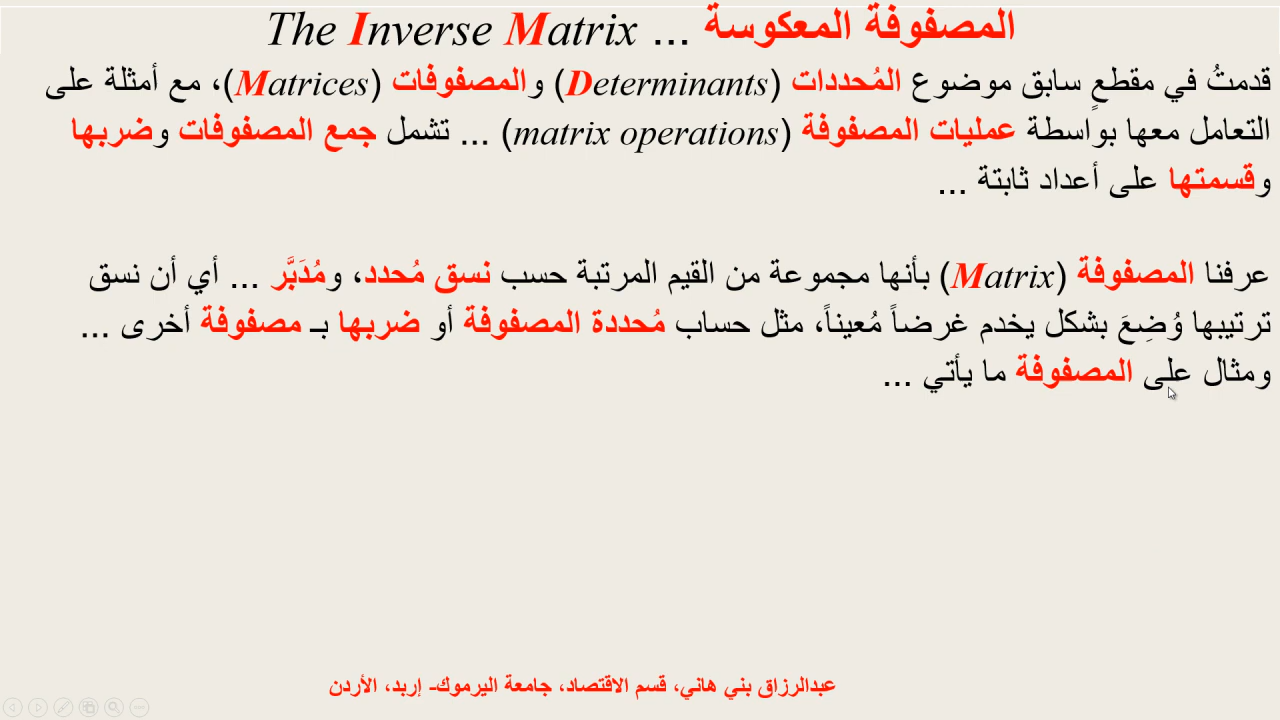 المصفوفة المعكوسة ... The Inverse Matrix
قدمتُ في مقطعٍ سابق موضوع المُحددات (Determinants) والمصفوفات (Matrices)، مع أمثلة على
التعامل معها بواسطة عمليات المصفوفة (matrix operations) ... تشمل جمع المصفوفات وضربها
وقسمتها على أعداد ثابتة ...
عرفنا المصفوفة (Matrix) بأنها مجموعة من القيم المرتبة حسب نسق مُحدد، ومُدَبَّر ... أي أن نسق
ترتيبها وُضِعَ بشكل يخدم غرضاً مُعيناً، مثل حساب مُحددة المصفوفة أو ضربها بـ مصفوفة أخرى ...
ومثال على المصفوفة ما يأتي ...
عبدالرزاق بني هاني، قسم الاقتصاد، جامعة اليرموك- إربد، الأردن